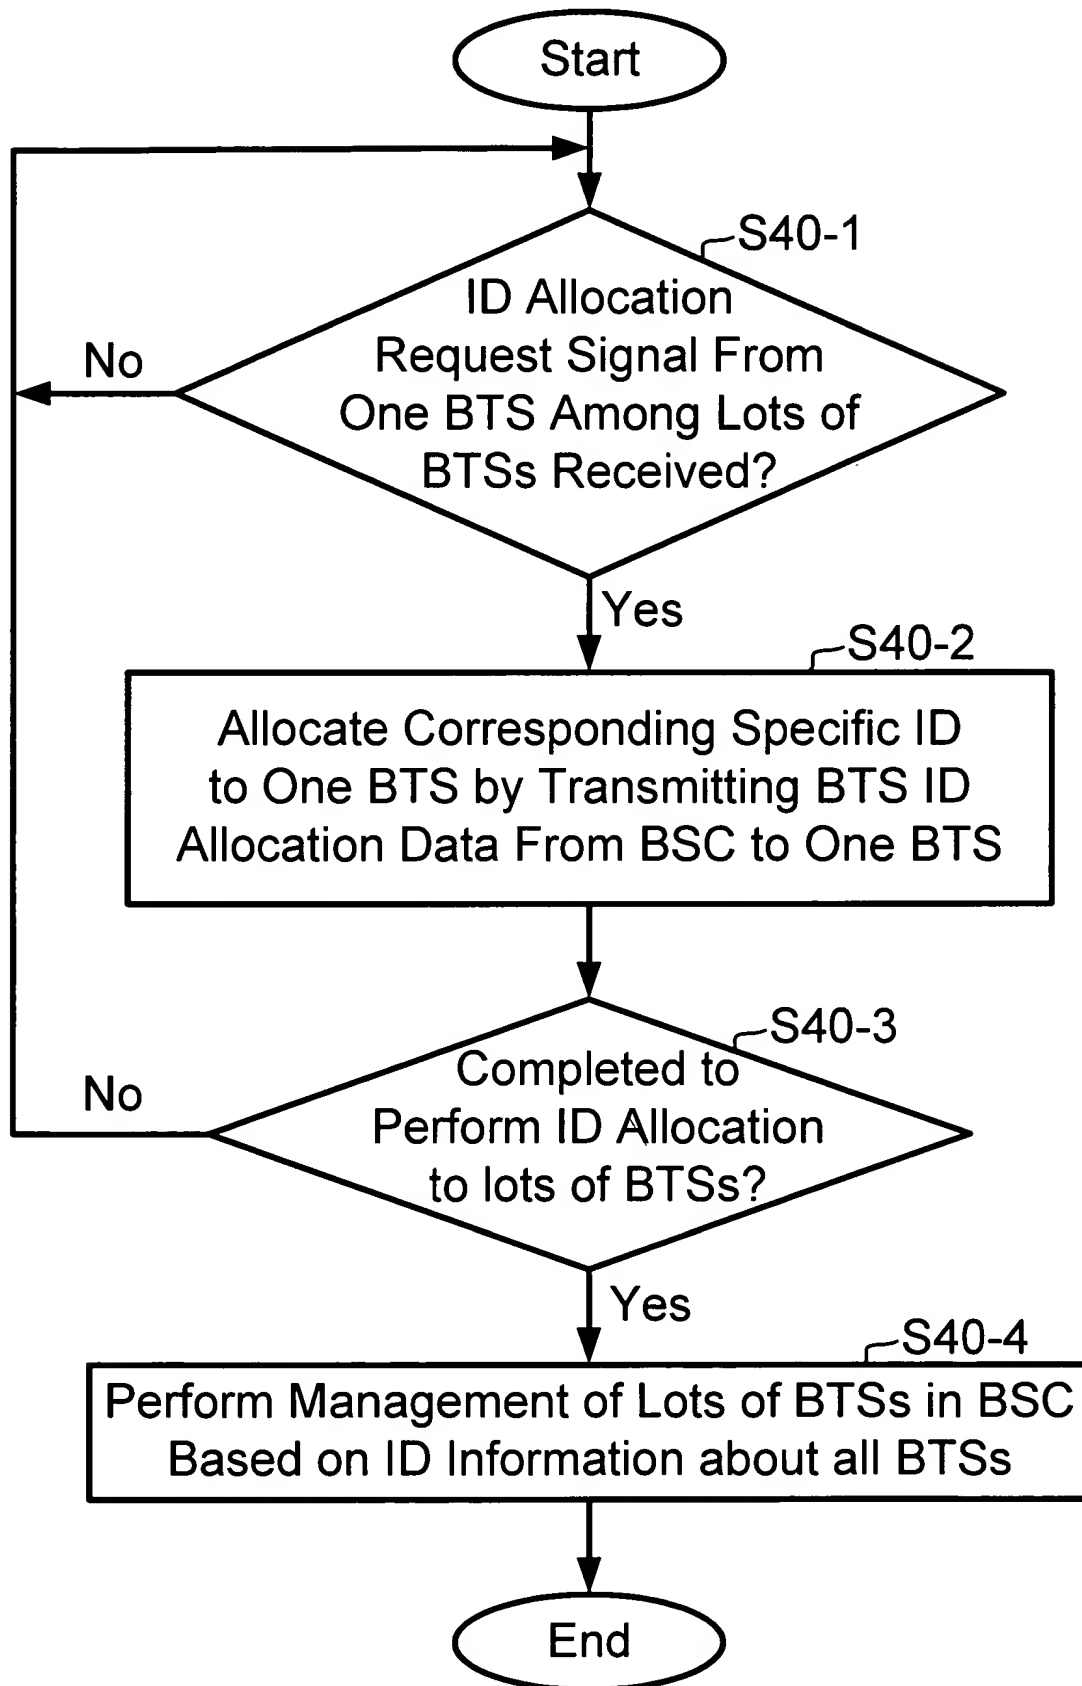 Start
S40-1
ID Allocation
Request Signal From
One BTS Among Lots of
BTSs Received?
No
Yes
S40-2
Allocate Corresponding Specific ID
to One BTS by Transmitting BTS ID
Allocation Data From BSC to One BTS
S40-3
Completed to
Perform ID Allocation
to lots of BTSs?
No
Yes
S40-4
Perform Management of Lots of BTSs in BSC
Based on ID Information about all BTSs
End